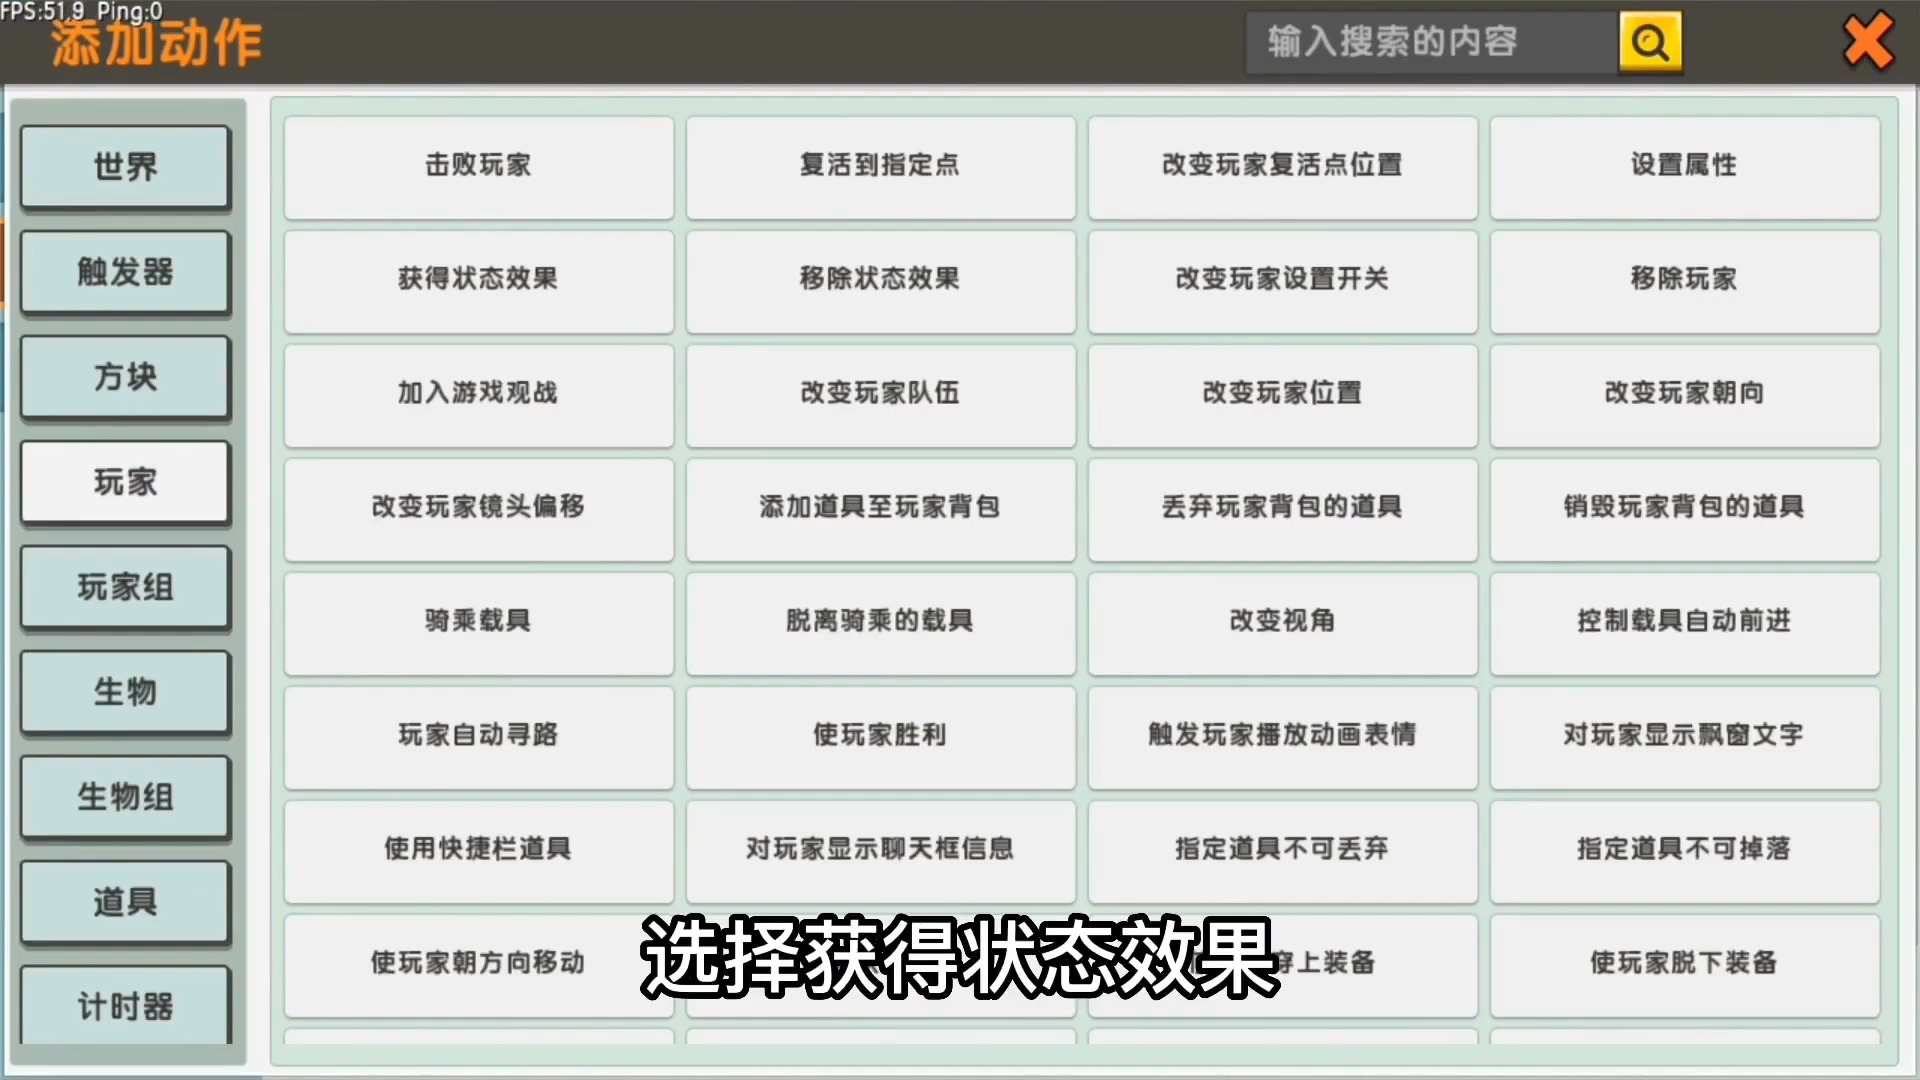 FPS:51.9 Ping:0
添加动作
输入搜索的内容
世界
触发器
方块
玩家
玩家组
生物
生物组
道具
计时器
击败玩家 复活到指定点 改变玩家复活点位置 设置属性
获得状态效果 移除状态效果 改变玩家设置开关 移除玩家
加入游戏观战 改变玩家队伍 改变玩家位置 改变玩家朝向
改变玩家镜头偏移 添加道具至玩家背包 丢弃玩家背包的道具 销毁玩家背包的道具
骑乘载具 脱离骑乘的载具 改变视角 控制载具自动前进
玩家自动寻路 使玩家胜利 触发玩家播放动画表情 对玩家显示飘窗文字
使用快捷栏道具 对玩家显示聊天框信息 指定道具不可丢弃 指定道具不可掉落
使玩家朝方向移动 穿上装备 使玩家脱下装备
选择获得状态效果